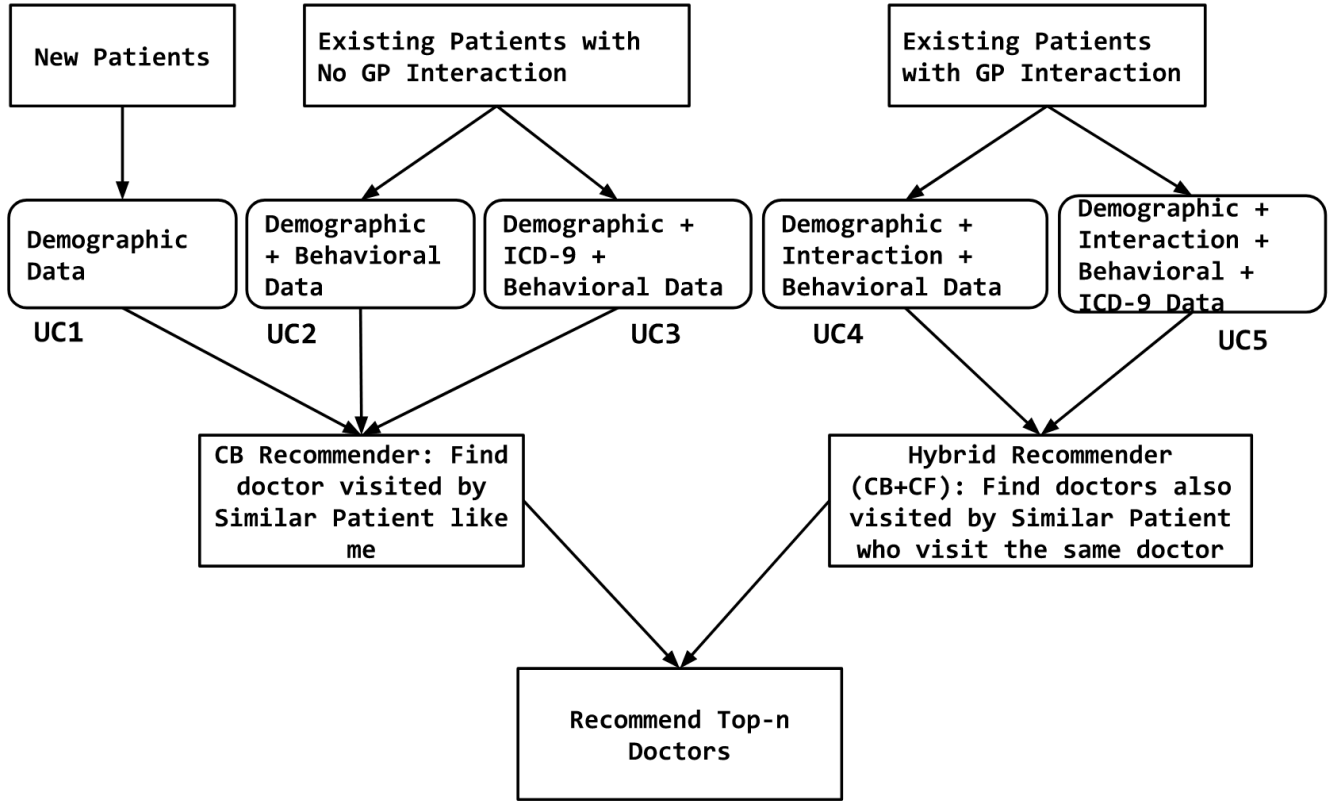 New Patients
Existing Patients with
No GP Interaction
Existing Patients
with GP Interaction
Demographic
Data
Demographic
+ Behavioral
Data
Demographic +
ICD-9 +
Behavioral Data
Demographic +
Interaction +
Behavioral Data
Demographic +
Interaction +
Behavioral +
ICD-9 Data
UC1
UC2
UC3
UC4
UC5
CB Recommender: Find
doctor visited by
Similar Patient like
me
Hybrid Recommender
(CB+CF): Find doctors also
visited by Similar Patient
who visit the same doctor
Recommend Top-n
Doctors